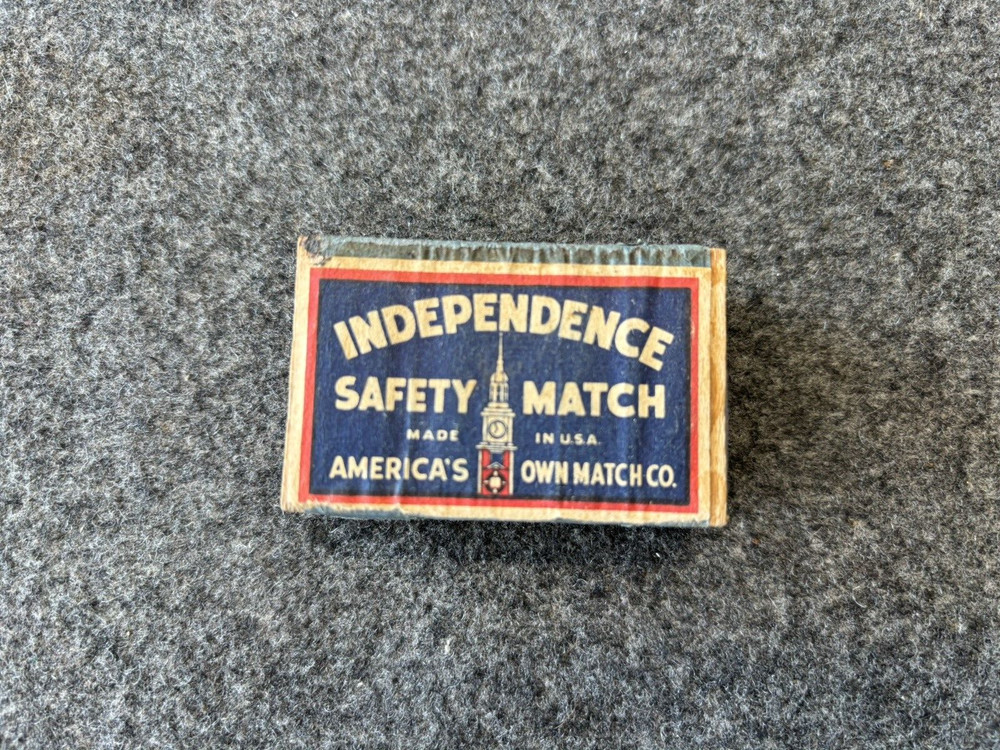 INDEPENDENCE
SAFETY MATCH
MADE IN U.S.A.
AMERICA'S OWN MATCH CO.